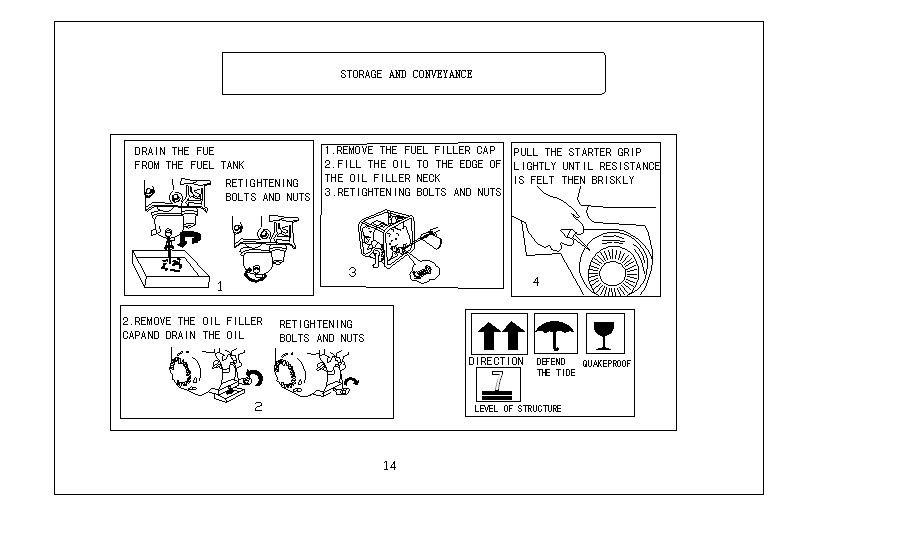 STORAGE AND CONVEYANCE
DRAIN THE FUE
FROM THE FUEL TANK
RETIGHTENING
BOLTS AND NUTS
1
1.REMOVE THE FUEL FILLER CAP
2.FILL THE OIL TO THE EDGE OF
THE OIL FILLER NECK
3.RETIGHTENING BOLTS AND NUTS
3
PULL THE STARTER GRIP
LIGHTLY UNTIL RESISTANCE
IS FELT THEN BRISKLY
4
2.REMOVE THE OIL FILLER
CAPAND DRAIN THE OIL
RETIGHTENING
BOLTS AND NUTS
2
DIRECTION
DEFEND
THE TIDE
QUAKEPROOF
7
LEVEL OF STRUCTURE
14